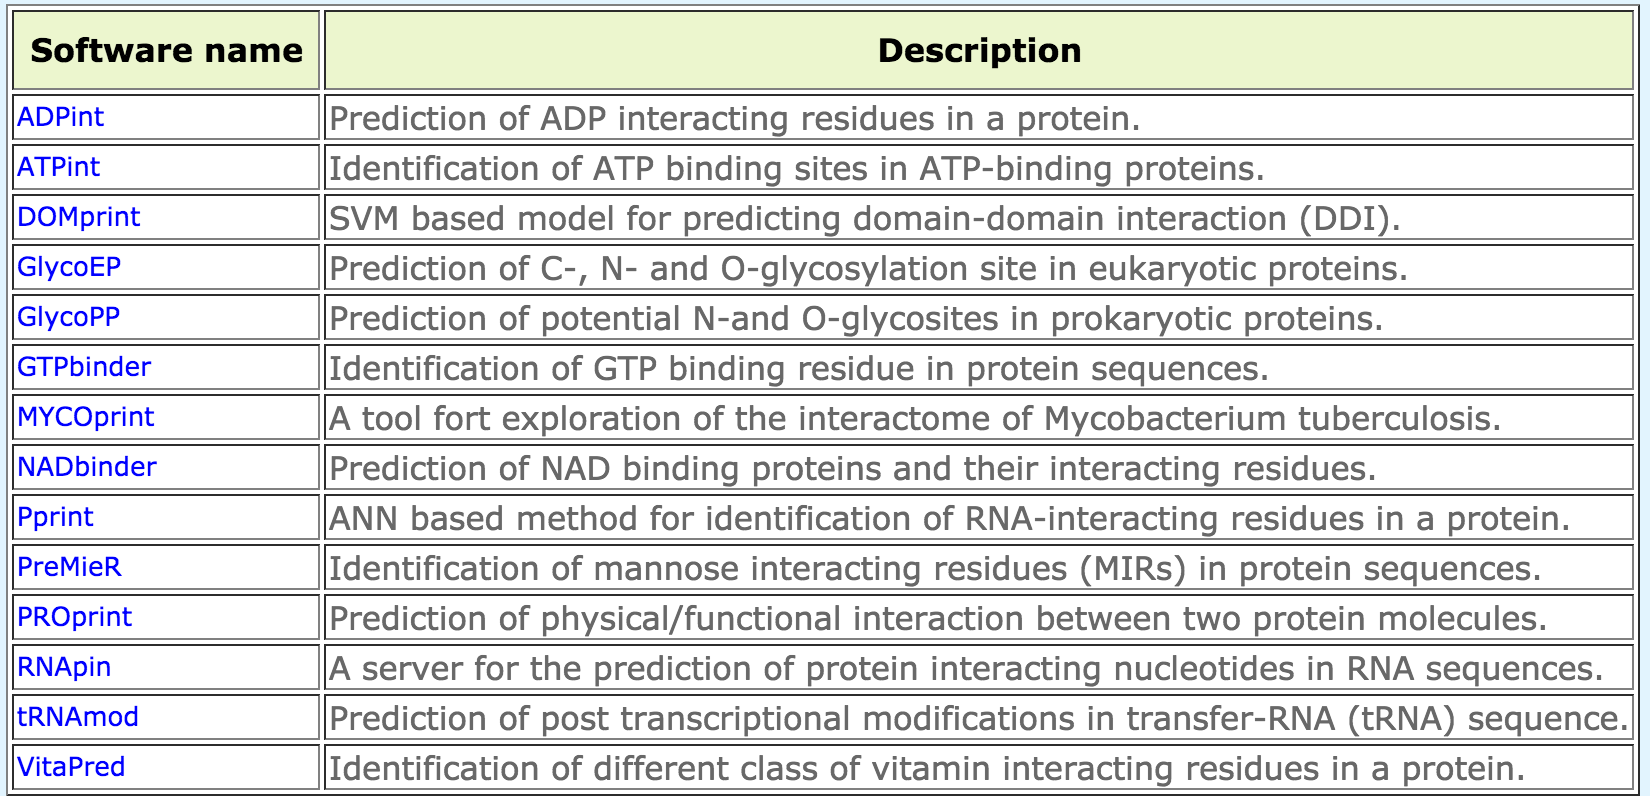 Software name Description
ADPint Prediction of ADP interacting residues in a protein.
ATPint Identification of ATP binding sites in ATP-binding proteins.
DOMprint SVM based model for predicting domain-domain interaction (DDI).
GlycoEP Prediction of C-, N- and O-glycosylation site in eukaryotic proteins.
GlycoPP Prediction of potential N-and O-glycosites in prokaryotic proteins.
GTPbinder Identification of GTP binding residue in protein sequences.
MYCOprint A tool fort exploration of the interactome of Mycobacterium tuberculosis.
NADbinder Prediction of NAD binding proteins and their interacting residues.
Pprint ANN based method for identification of RNA-interacting residues in a protein.
PreMieR Identification of mannose interacting residues (MIRs) in protein sequences.
PROprint Prediction of physical/functional interaction between two protein molecules.
RNApin A server for the prediction of protein interacting nucleotides in RNA sequences.
tRNAmod Prediction of post transcriptional modifications in transfer-RNA (tRNA) sequence.
VitaPred Identification of different class of vitamin interacting residues in a protein.